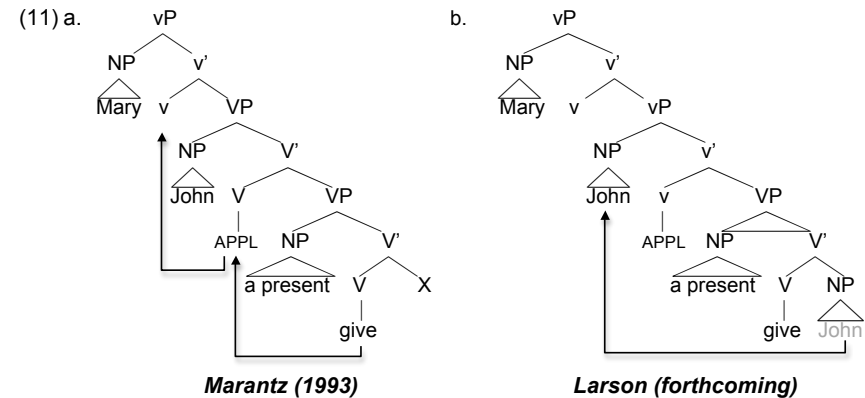 (11) a. vP b. vP
NP v' NP v'
Mary v VP Mary v vP
NP V' NP v'
John V VP John v VP
APPL NP V' APPL NP V'
a present V X a present V NP
give give John
Marantz (1993) Larson (forthcoming)